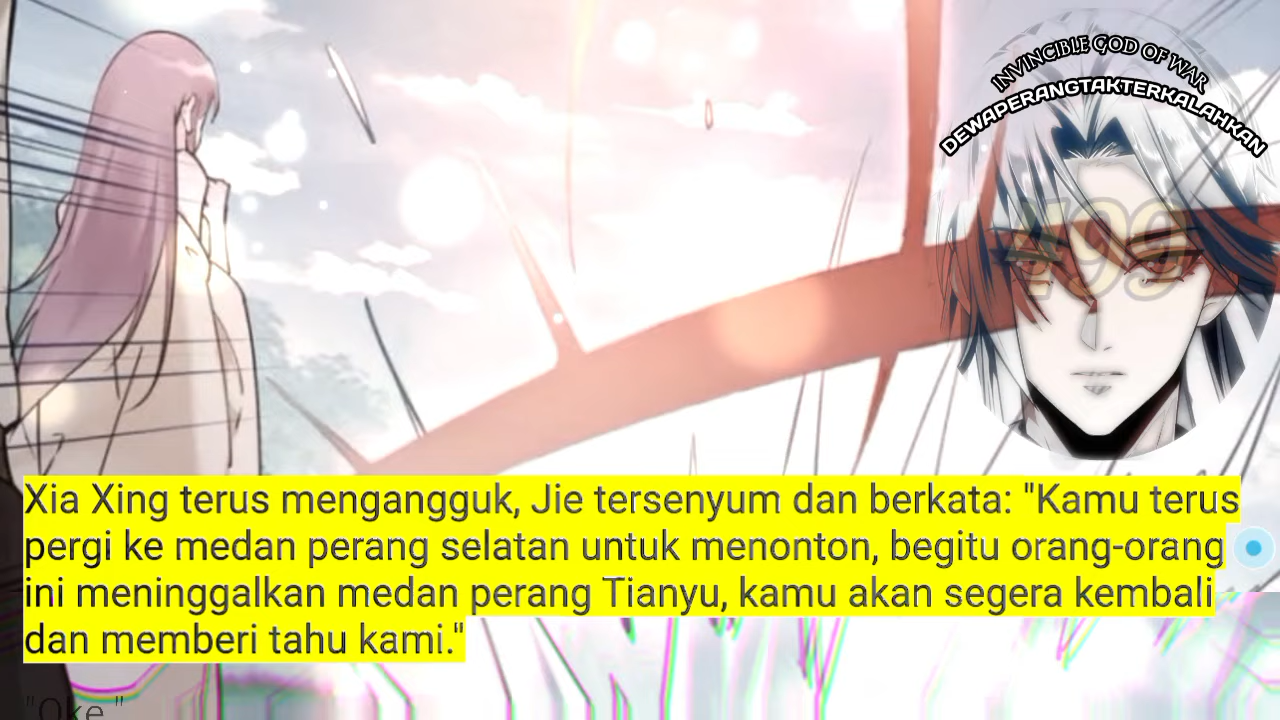 INVINCIBLE GOD OF WAR
DEWAPERANGTAKTERKALAHKAN
499
Xia Xing terus mengangguk, Jie tersenyum dan berkata: "Kamu terus
pergi ke medan perang selatan untuk menonton, begitu orang-orang
ini meninggalkan medan perang Tianyu, kamu akan segera kembali
dan memberi tahu kami."
"Oke."